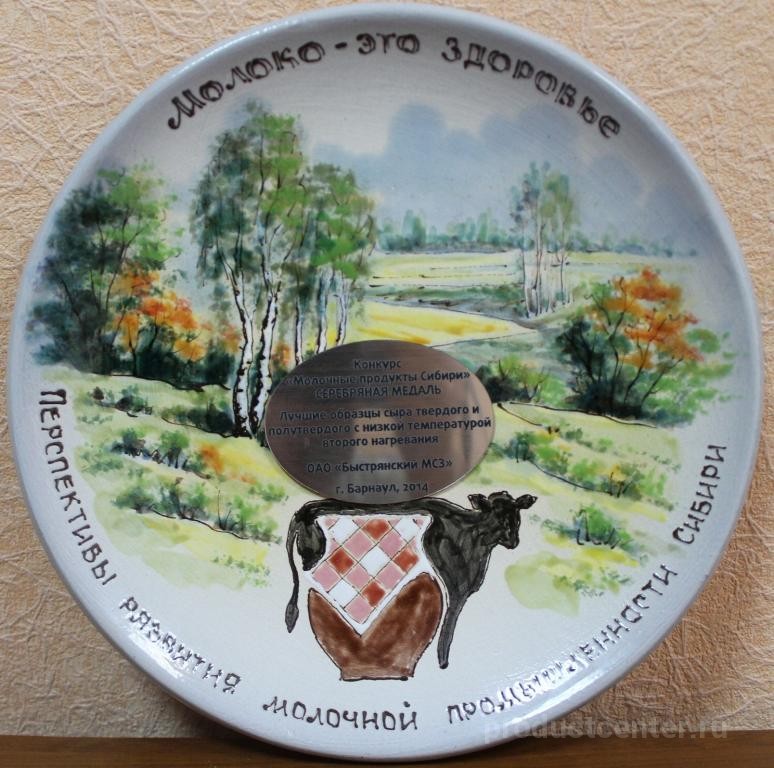 Молоко - это здоровье
Конкурс
«Молочные продукты Сибири»
СЕРЕБРЯНАЯ МЕДАЛЬ
Лучшие образцы сыра твердого и
полутвердого с низкой температурой
второго нагревания
ОАО «Быстрянский МСЗ»
г. Барнаул, 2014
Перспективы развития молочной промышленности Сибири
productcenter.ru